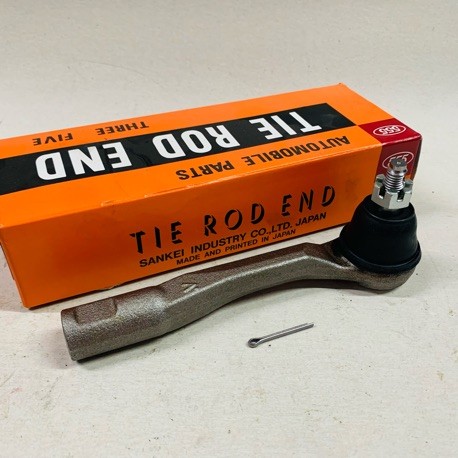 AUTOMOBILE PARTS
TIE ROD END
THREE FIVE
555
TIE ROD END
SANKEI INDUSTRY CO.,LTD. JAPAN
MADE AND PRINTED IN JAPAN